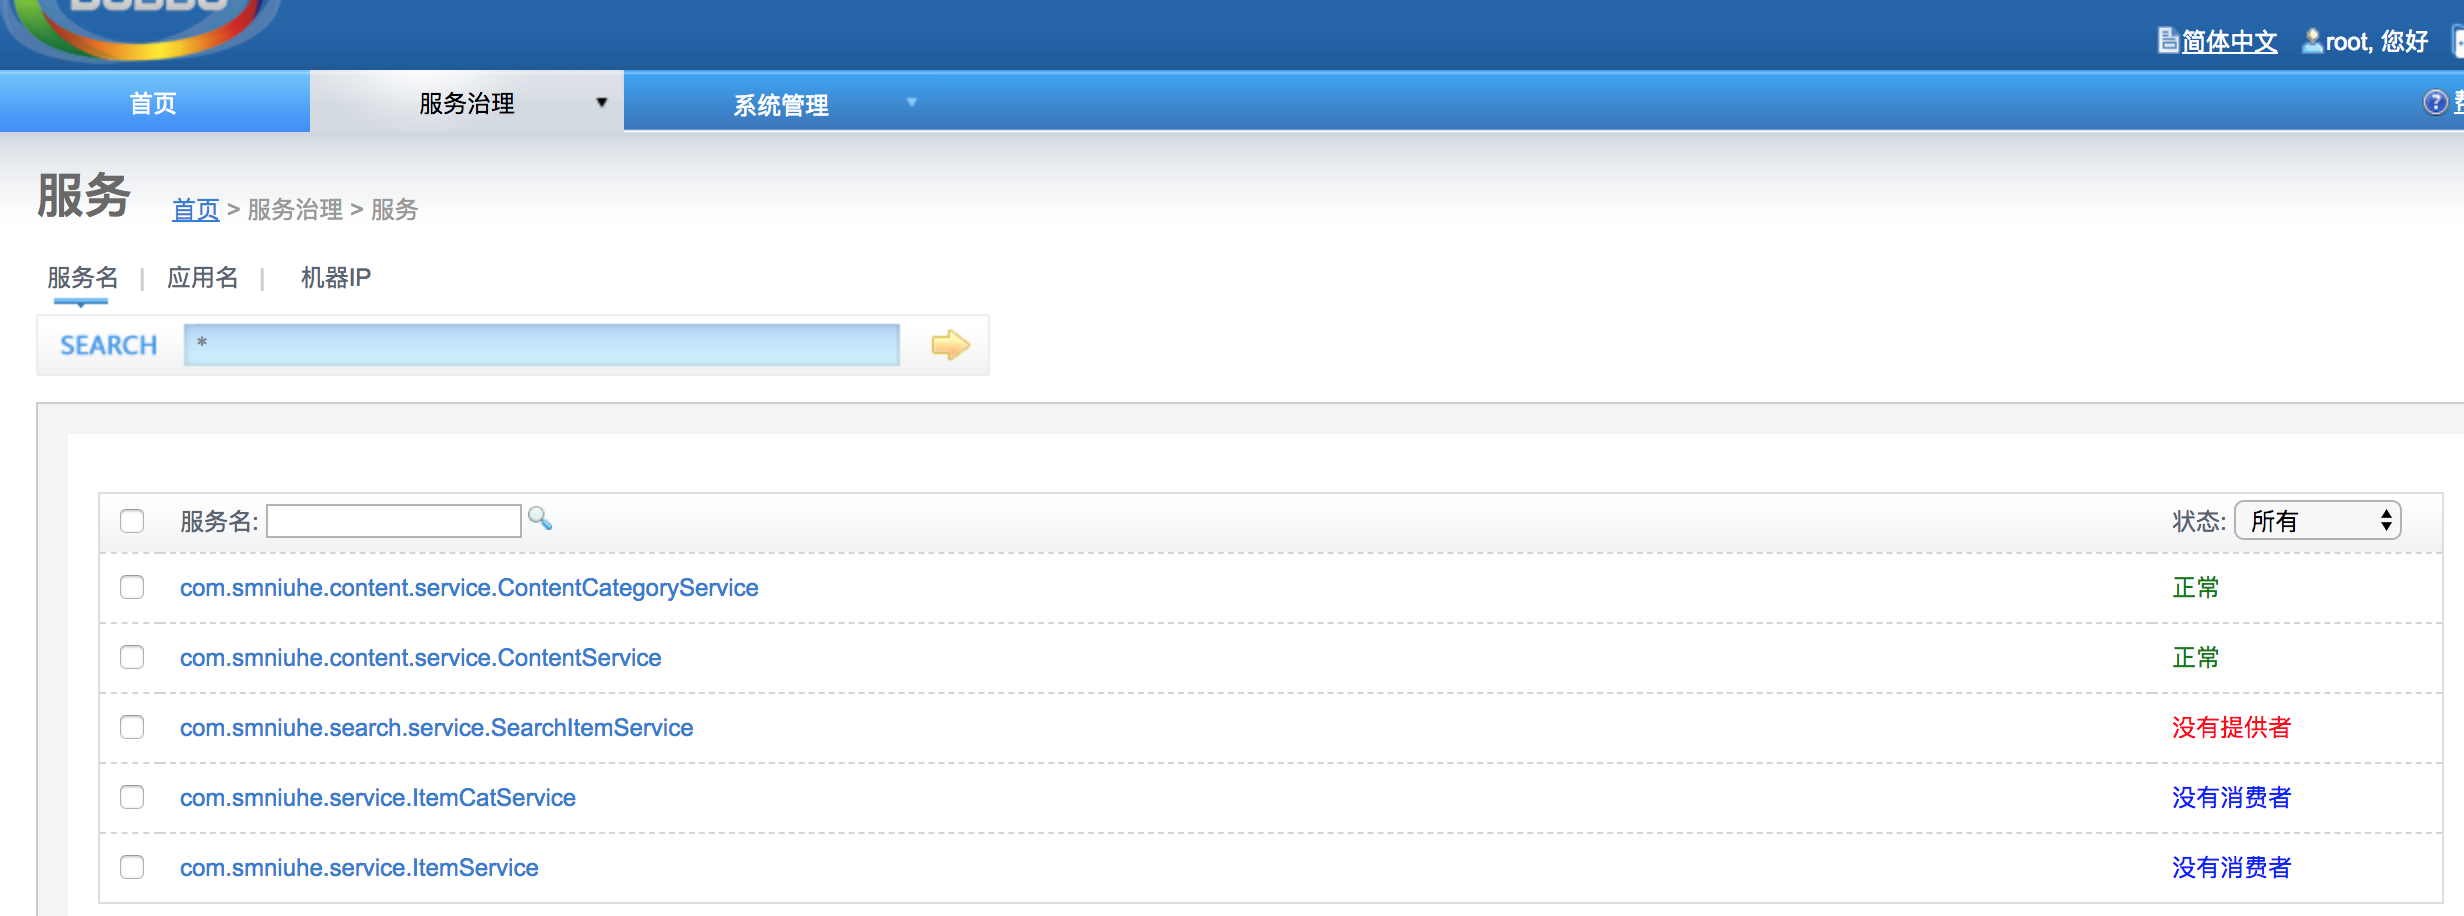 DUBBO
简体中文 root, 您好
首页 服务治理 系统管理
服务 首页 > 服务治理 > 服务
服务名 | 应用名 | 机器IP
SEARCH *
服务名: 状态: 所有
com.smniuhe.content.service.ContentCategoryService 正常
com.smniuhe.content.service.ContentService 正常
com.smniuhe.search.service.SearchItemService 没有提供者
com.smniuhe.service.ItemCatService 没有消费者
com.smniuhe.service.ItemService 没有消费者